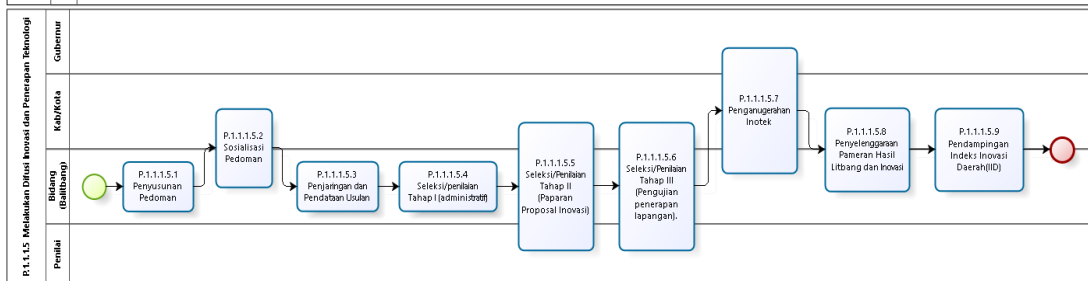 P.1.1.1.5 Melakukan Difusi Inovasi dan Penerapan Teknologi
Gubernur
Kab/Kota
Bidang
(Balitbang)
Penilai
P.1.1.1.5.1
Penyusunan
Pedoman
P.1.1.1.5.2
Sosialisasi
Pedoman
P.1.1.1.5.3
Penjaringan dan
Pendataan Usulan
P.1.1.1.5.4
Seleksi/penilaian
Tahap I (administratif)
P.1.1.1.5.5
Seleksi/Penilaian
Tahap II
(Paparan
Proposal Inovasi)
P.1.1.1.5.6
Seleksi/Penilaian
Tahap III
(Pengujian
penerapan
lapangan).
P.1.1.1.5.7
Penganugerahan
Inotek
P.1.1.1.5.8
Penyelenggaraan
Pameran Hasil
Litbang dan Inovasi
P.1.1.1.5.9
Pendampingan
Indeks Inovasi
Daerah(IID)